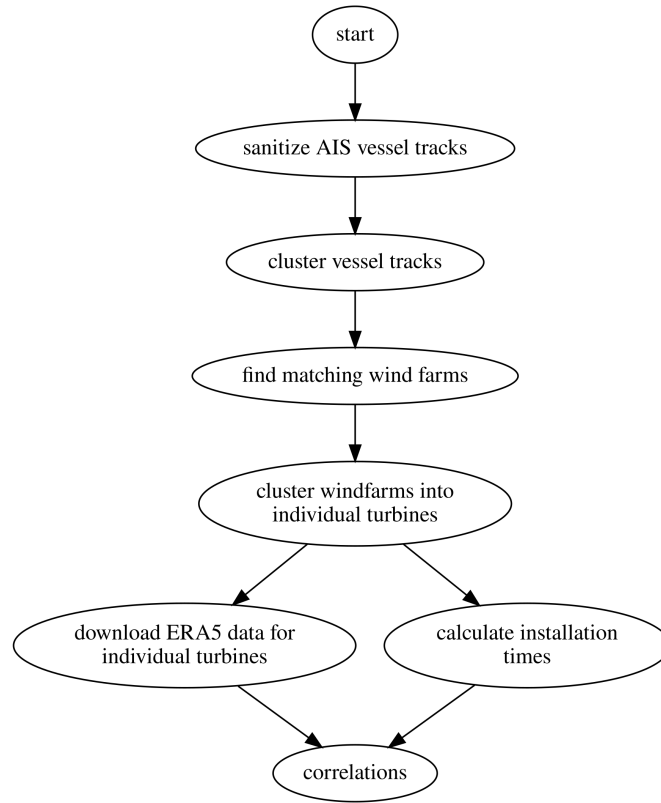 start
sanitize AIS vessel tracks
cluster vessel tracks
find matching wind farms
cluster windfarms into
individual turbines
download ERA5 data for
individual turbines
calculate installation
times
correlations